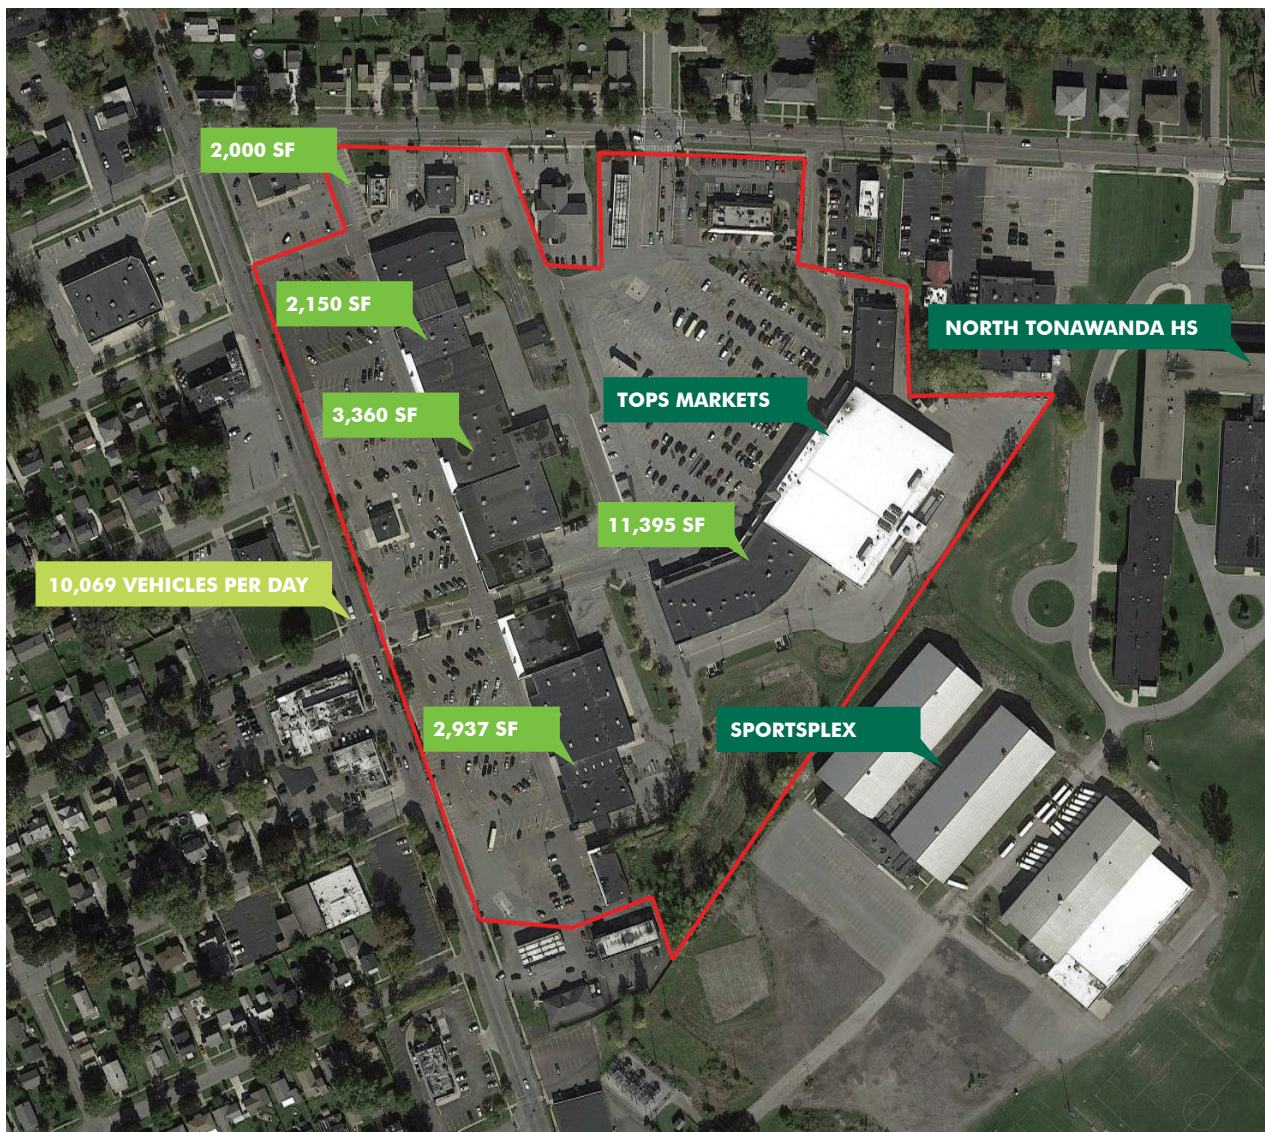 2,000 SF
2,150 SF
NORTH TONAWANDA HS
3,360 SF
TOPS MARKETS
11,395 SF
10,069 VEHICLES PER DAY
2,937 SF
SPORTSPLEX